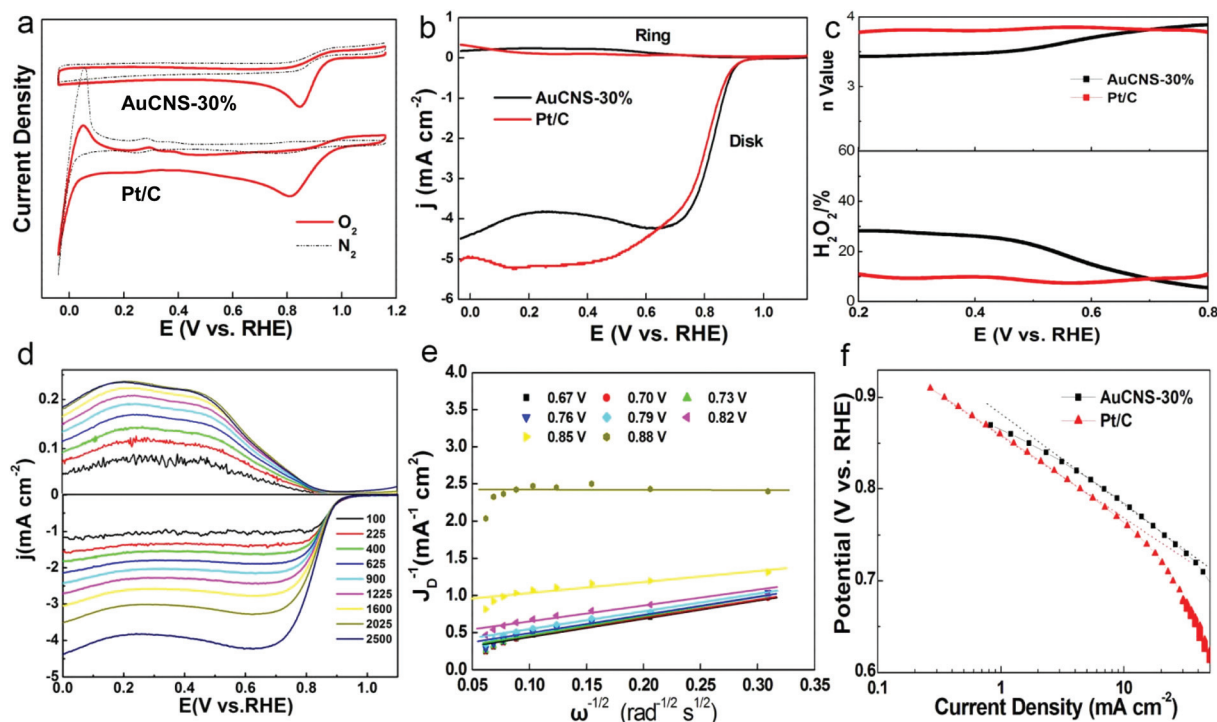 a
Current Density
AuCNS-30%
Pt/C
O2
N2
0.0 0.2 0.4 0.6 0.8 1.0 1.2
E (V vs. RHE)
b
j (mA cm-2)
1
0
-1
-2
-3
-4
-5
-6
Ring
AuCNS-30%
Pt/C
Disk
0.0 0.2 0.4 0.6 0.8 1.0
E (V vs. RHE)
c
n Value
4
3
AuCNS-30%
Pt/C
H2O2/%
60
40
20
0
0.2 0.3 0.4 0.5 0.6 0.7 0.8
E (V vs. RHE)
d
j(mA cm-2)
0.2
0.1
0
-1
-2
-3
-4
-5
100
225
400
625
900
1225
1600
2025
2500
0.0 0.2 0.4 0.6 0.8 1.0
E(V vs.RHE)
e
JD-1(mA-1 cm2)
4.0
3.5
3.0
2.5
2.0
1.5
1.0
0.5
0.0
0.67 V 0.70 V 0.73 V
0.76 V 0.79 V 0.82 V
0.85 V 0.88 V
0.05 0.10 0.15 0.20 0.25 0.30 0.35
ω-1/2 (rad-1/2 s1/2)
f
Potential (V vs. RHE)
0.9
0.8
0.7
0.6
AuCNS-30%
Pt/C
0.1 1 10
Current Density (mA cm-2)